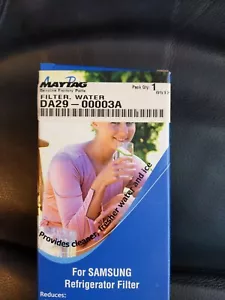 MAYTAG
Genuine Factory Parts
Pack Qty: 1
FILTER, WATER
DA29-00003A
Provides cleaner, fresher water and ice
For SAMSUNG
Refrigerator Filter
Reduces: